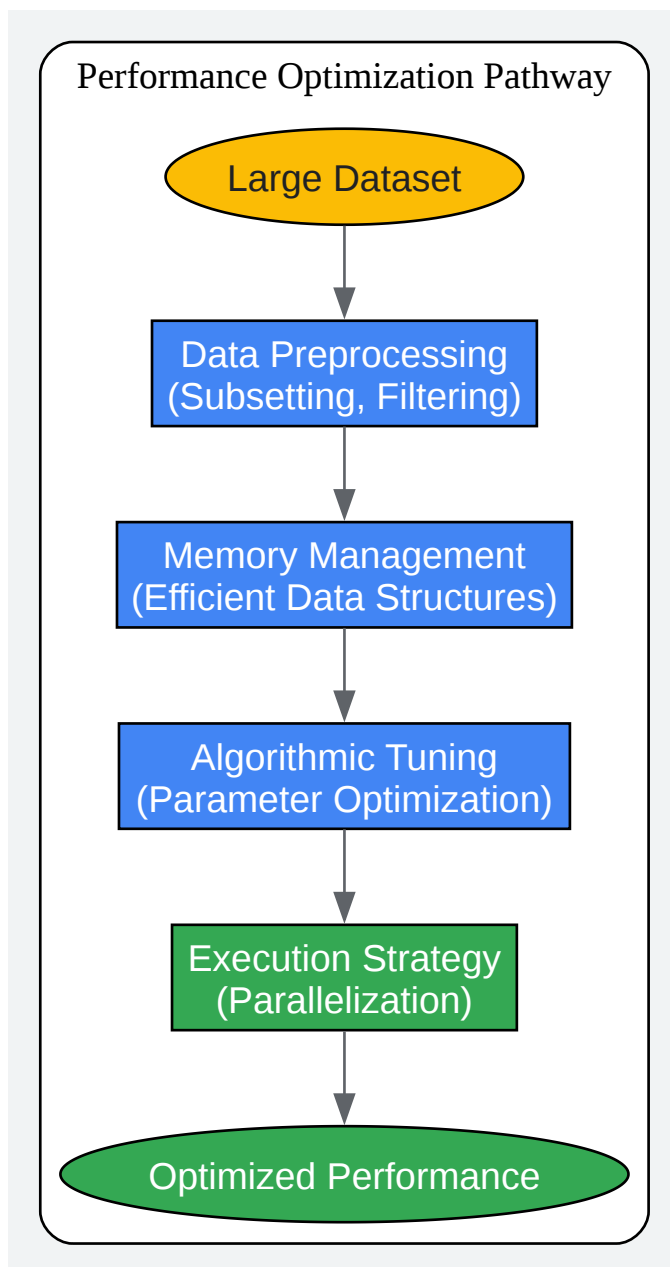 Performance Optimization Pathway
Large Dataset
Data Preprocessing
(Subsetting, Filtering)
Memory Management
(Efficient Data Structures)
Algorithmic Tuning
(Parameter Optimization)
Execution Strategy
(Parallelization)
Optimized Performance